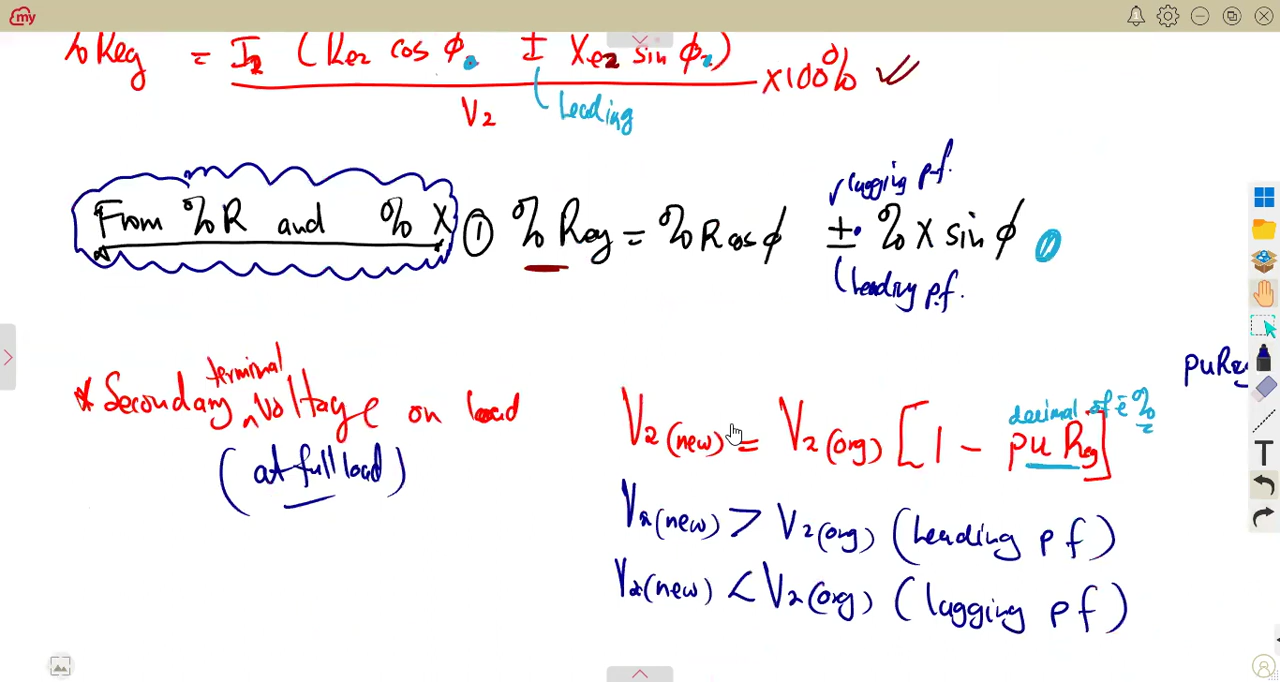 my
% Reg = I2 (Re2 cos ϕ2 ± Xe2 sin ϕ2) ×100% ✓
V2
leading
lagging p.f.
From %R and % X ① % Reg = %R cos ϕ ± % X sin ϕ
(leading p.f.
puReg
* Secondary terminal Voltage on load
(at full load)
decimal of ē %
V2(new) = V2(org) [1 - pu Reg]
V2(new) > V2(org) (leading p f)
V2(new) < V2(org) (lagging p f)
T